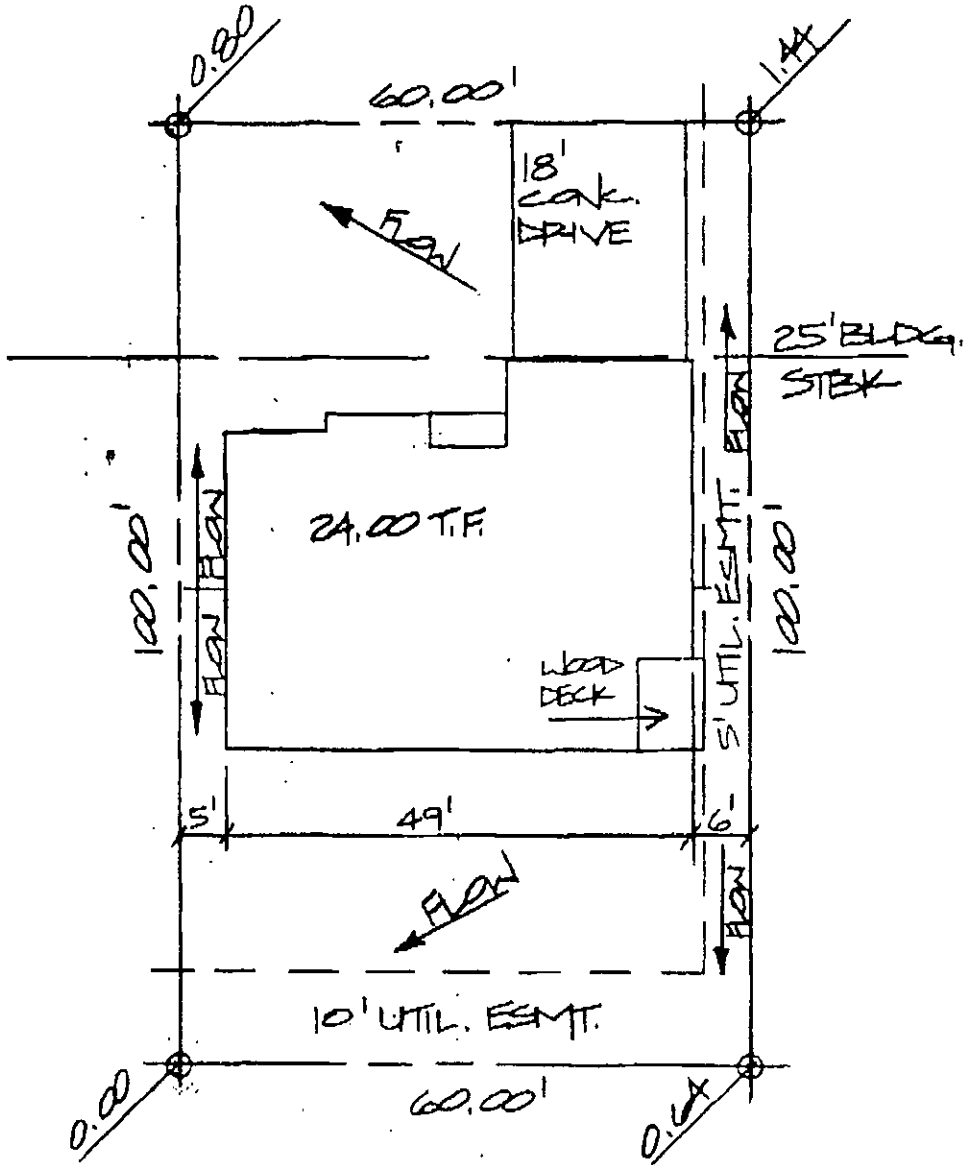 0.80
1.44
60.00'
18'
CONC.
DRIVE
FLOW
25' BLDG.
STBK
FLOW
100.00'
FLOW
FLOW
24.00 T.F.
5' UTIL. ESMT.
100.00'
WOOD
DECK
5'
49'
6'
FLOW
FLOW
10' UTIL. ESMT.
0.00
60.00'
0.64